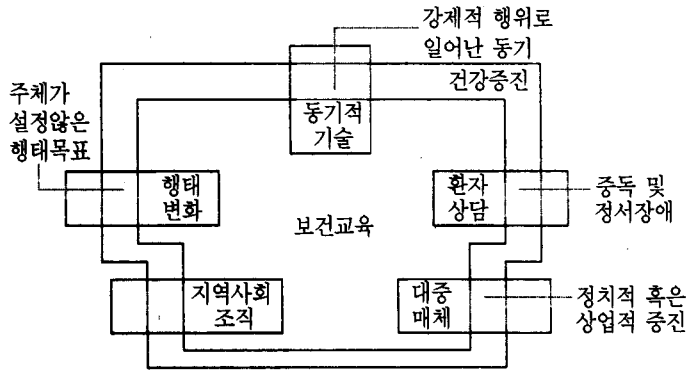 강제적 행위로
일어난 동기
건강증진
주체가
설정않은
행태목표
동기적
기술
행태
변화
환자
상담
중독 및
정서장애
보건교육
지역사회
조직
대중
매체
정치적 혹은
상업적 증진